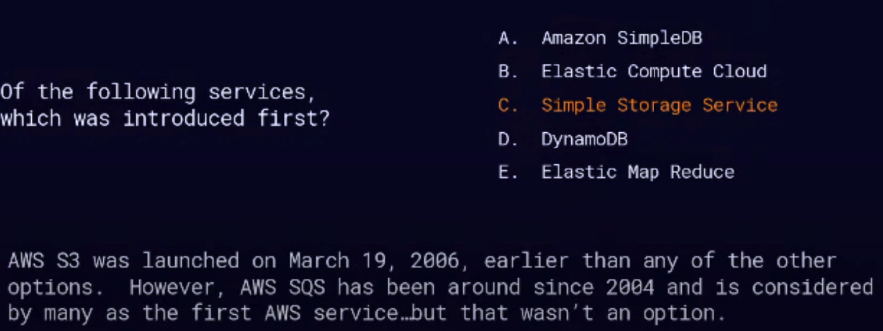 Of the following services,
which was introduced first?
A. Amazon SimpleDB
B. Elastic Compute Cloud
C. Simple Storage Service
D. DynamoDB
E. Elastic Map Reduce
AWS S3 was launched on March 19, 2006, earlier than any of the other
options. However, AWS SQS has been around since 2004 and is considered
by many as the first AWS service…but that wasn't an option.